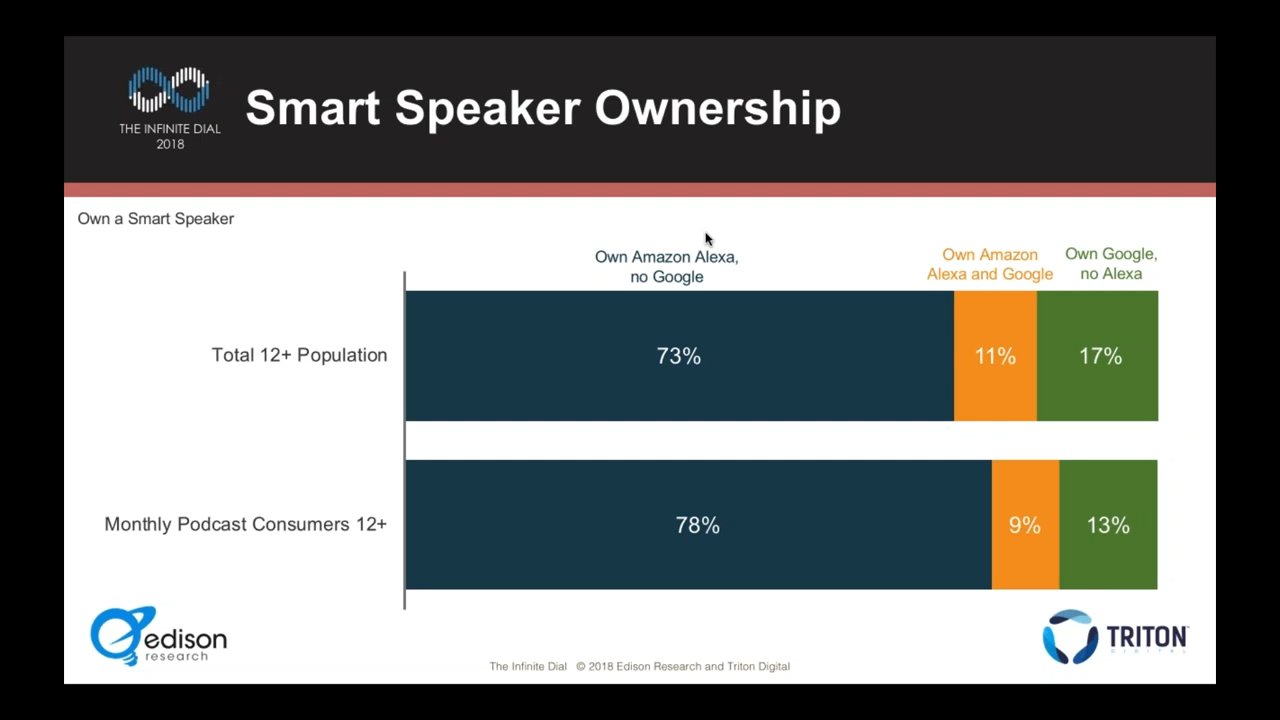 THE INFINITE DIAL
2018
Smart Speaker Ownership
Own a Smart Speaker
Own Amazon Alexa,
no Google
Own Amazon
Alexa and Google
Own Google,
no Alexa
Total 12+ Population
73%
11%
17%
Monthly Podcast Consumers 12+
78%
9%
13%
edison
research
The Infinite Dial © 2018 Edison Research and Triton Digital
TRITON
DIGITAL